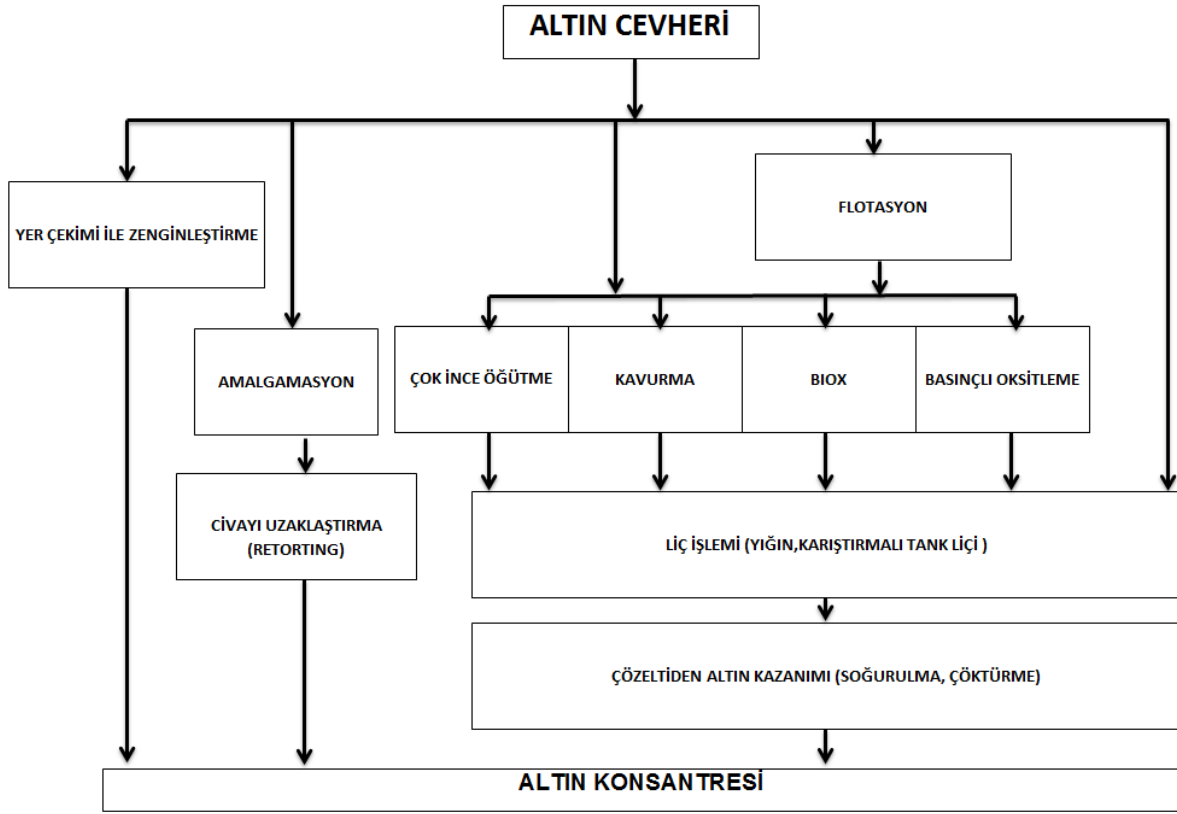 ALTIN CEVHERİ
FLOTASYON
YER ÇEKİMİ İLE ZENGİNLEŞTİRME
AMALGAMASYON
ÇOK İNCE ÖĞÜTME
KAVURMA
BIOX
BASINÇLI OKSİTLEME
CİVAYI UZAKLAŞTIRMA
(RETORTING)
LİÇ İŞLEMİ (YIĞIN,KARIŞTIRMALI TANK LİÇİ )
ÇÖZELTİDEN ALTIN KAZANIMI (SOĞURULMA, ÇÖKTÜRME)
ALTIN KONSANTRESİ